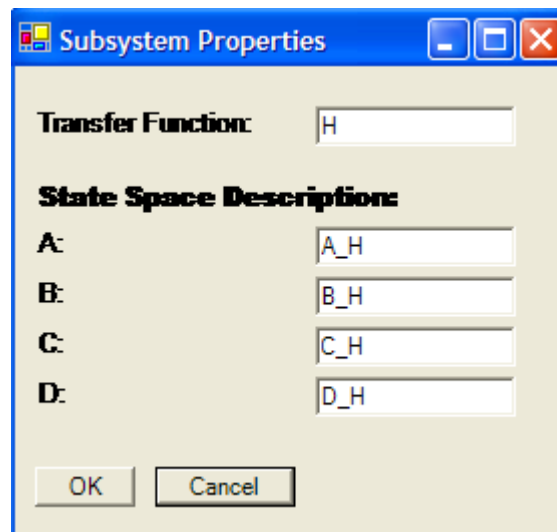 Subsystem Properties
Transfer Function: H
State Space Description:
A: A_H
B: B_H
C: C_H
D: D_H
OK Cancel